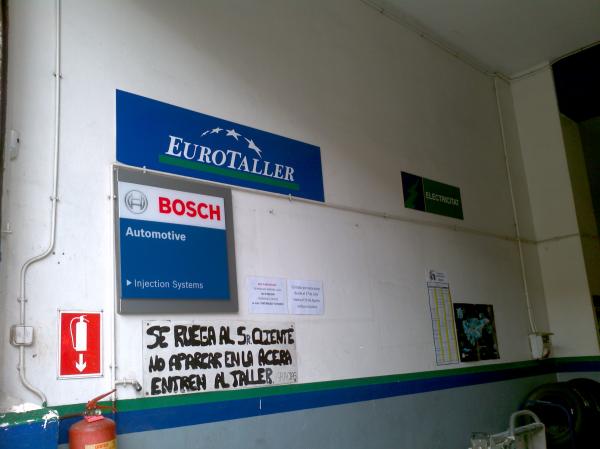 EUROTALLER
ELECTRICITAT
BOSCH
Automotive
Injection Systems
SE RUEGA AL Sr CLIENTE
NO APARCAR EN LA ACERA
ENTREN AL TALLER